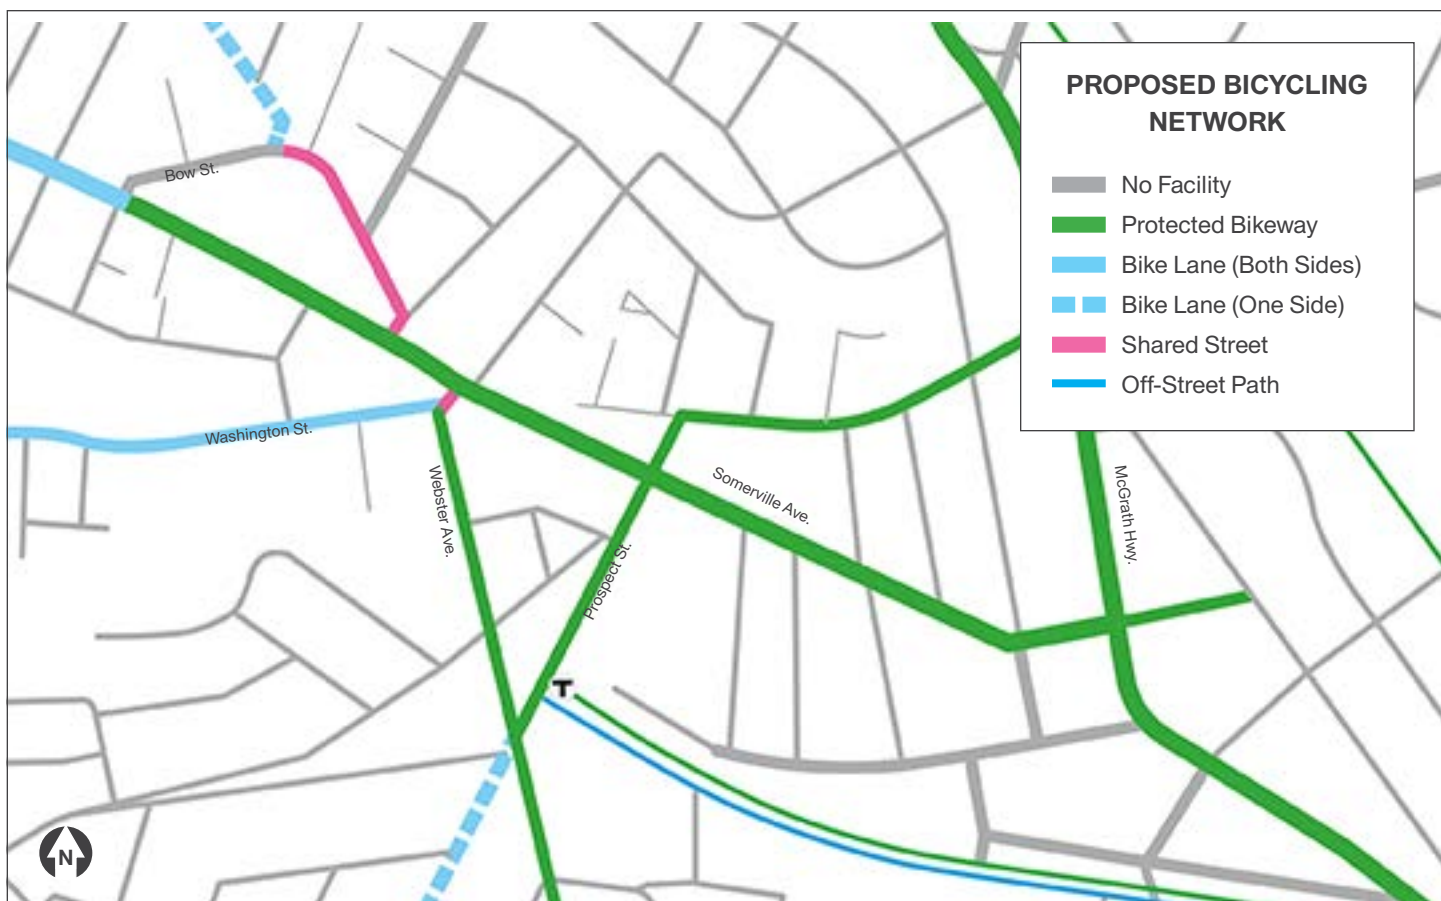 PROPOSED BICYCLING
NETWORK
No Facility
Protected Bikeway
Bike Lane (Both Sides)
Bike Lane (One Side)
Shared Street
Off-Street Path
Bow St.
Washington St.
Webster Ave.
Somerville Ave.
McGrath Hwy.
Prospect St.
T
N